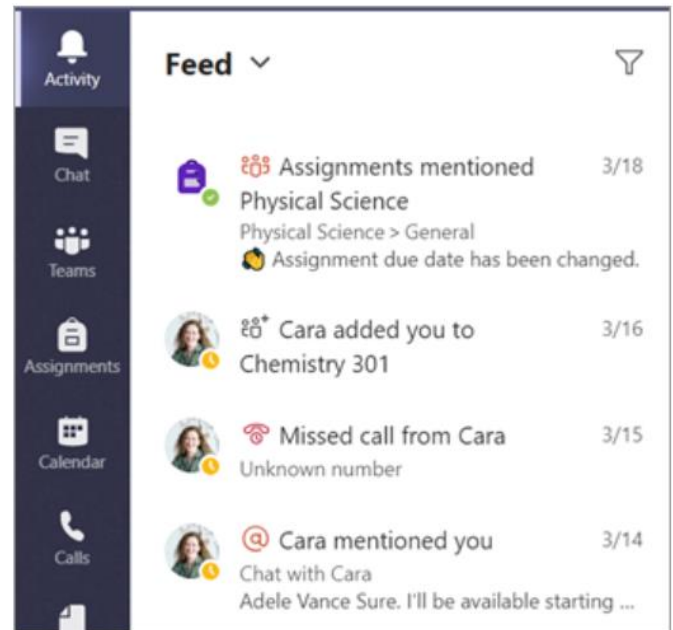 Activity
Chat
Teams
Assignments
Calendar
Calls
Feed
Assignments mentioned 3/18
Physical Science
Physical Science > General
Assignment due date has been changed.
Cara added you to 3/16
Chemistry 301
Missed call from Cara 3/15
Unknown number
@ Cara mentioned you 3/14
Chat with Cara
Adele Vance Sure. I'll be available starting ...